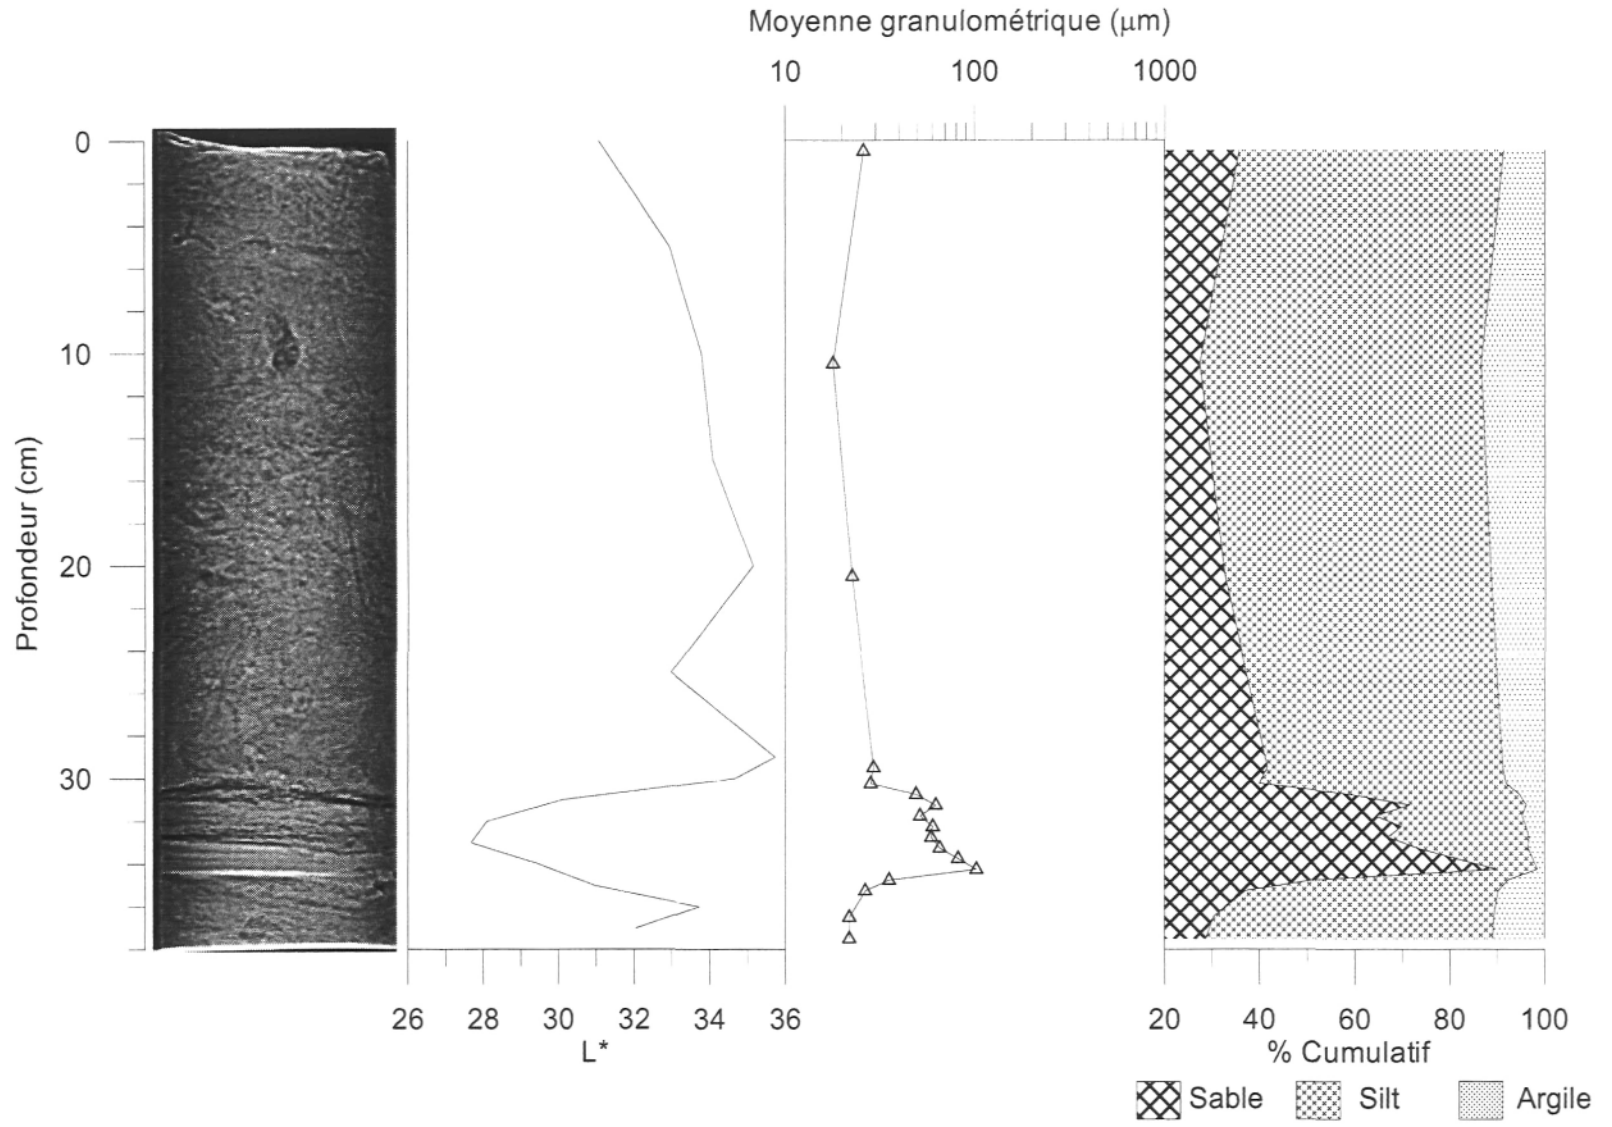 Moyenne granulométrique (μm)
10 100 1000
0
10
20
30
Profondeur (cm)
26 28 30 32 34 36
L*
20 40 60 80 100
% Cumulatif
Sable Silt Argile